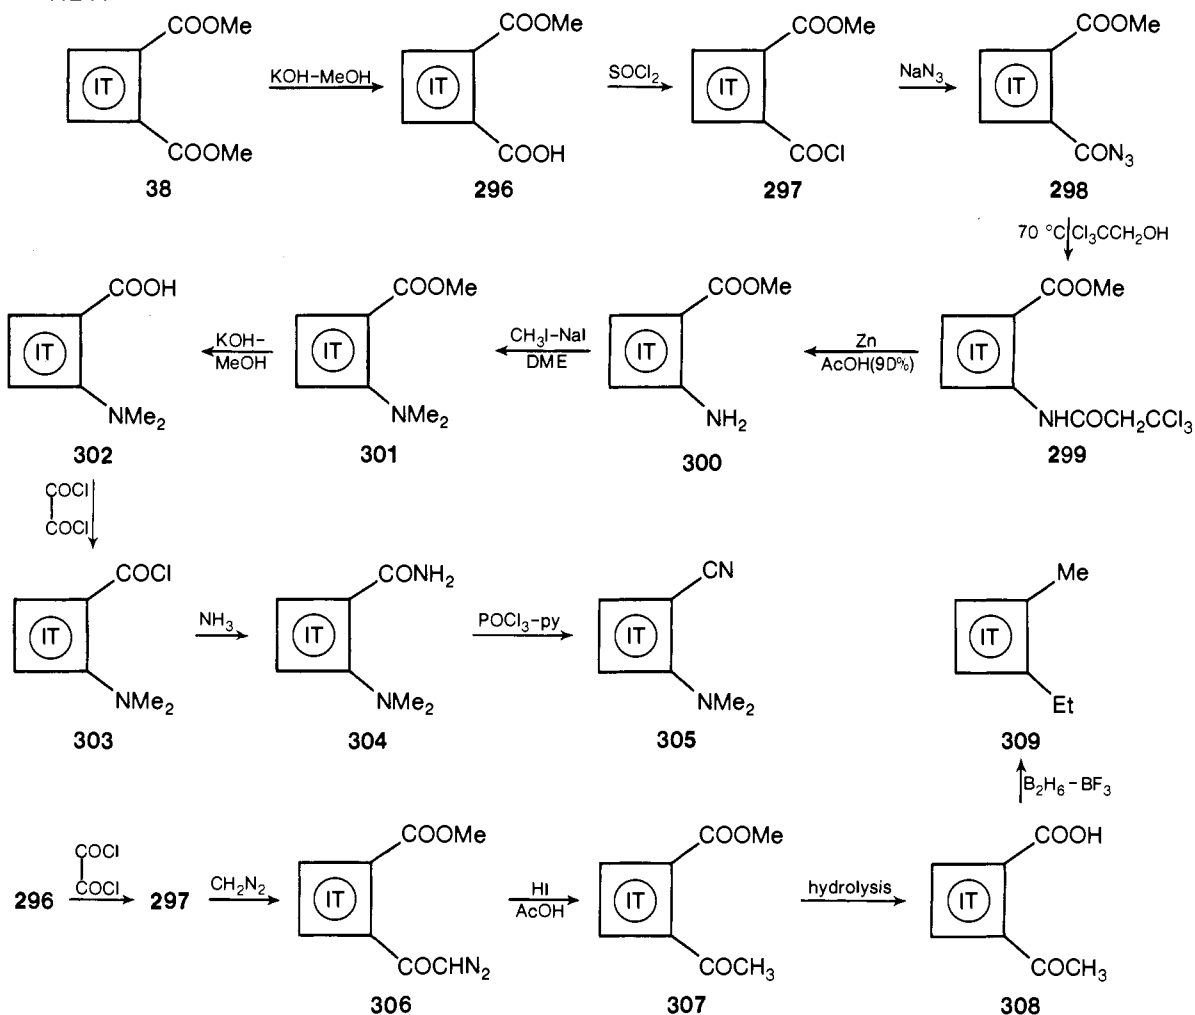 COOMe COOMe COOMe COOMe
IT KOH–MeOH IT SOCl2 IT NaN3 IT
COOMe COOH COCl CON3
38 296 297 298
70 °C Cl3CCH2OH
COOH COOMe COOMe COOMe
IT KOH– MeOH IT CH3I–NaI DME IT Zn AcOH(90%) IT
NMe2 NMe2 NH2 NHCOCH2CCl3
302 301 300 299
COCl
COCl
COCl CONH2 CN Me
IT NH3 IT POCl3–py IT IT
NMe2 NMe2 NMe2 Et
303 304 305 309
B2H6–BF3
COOMe COOMe COOH
296 COCl COCl 297 CH2N2 IT HI AcOH IT hydrolysis IT
COCHN2 COCH3 COCH3
306 307 308